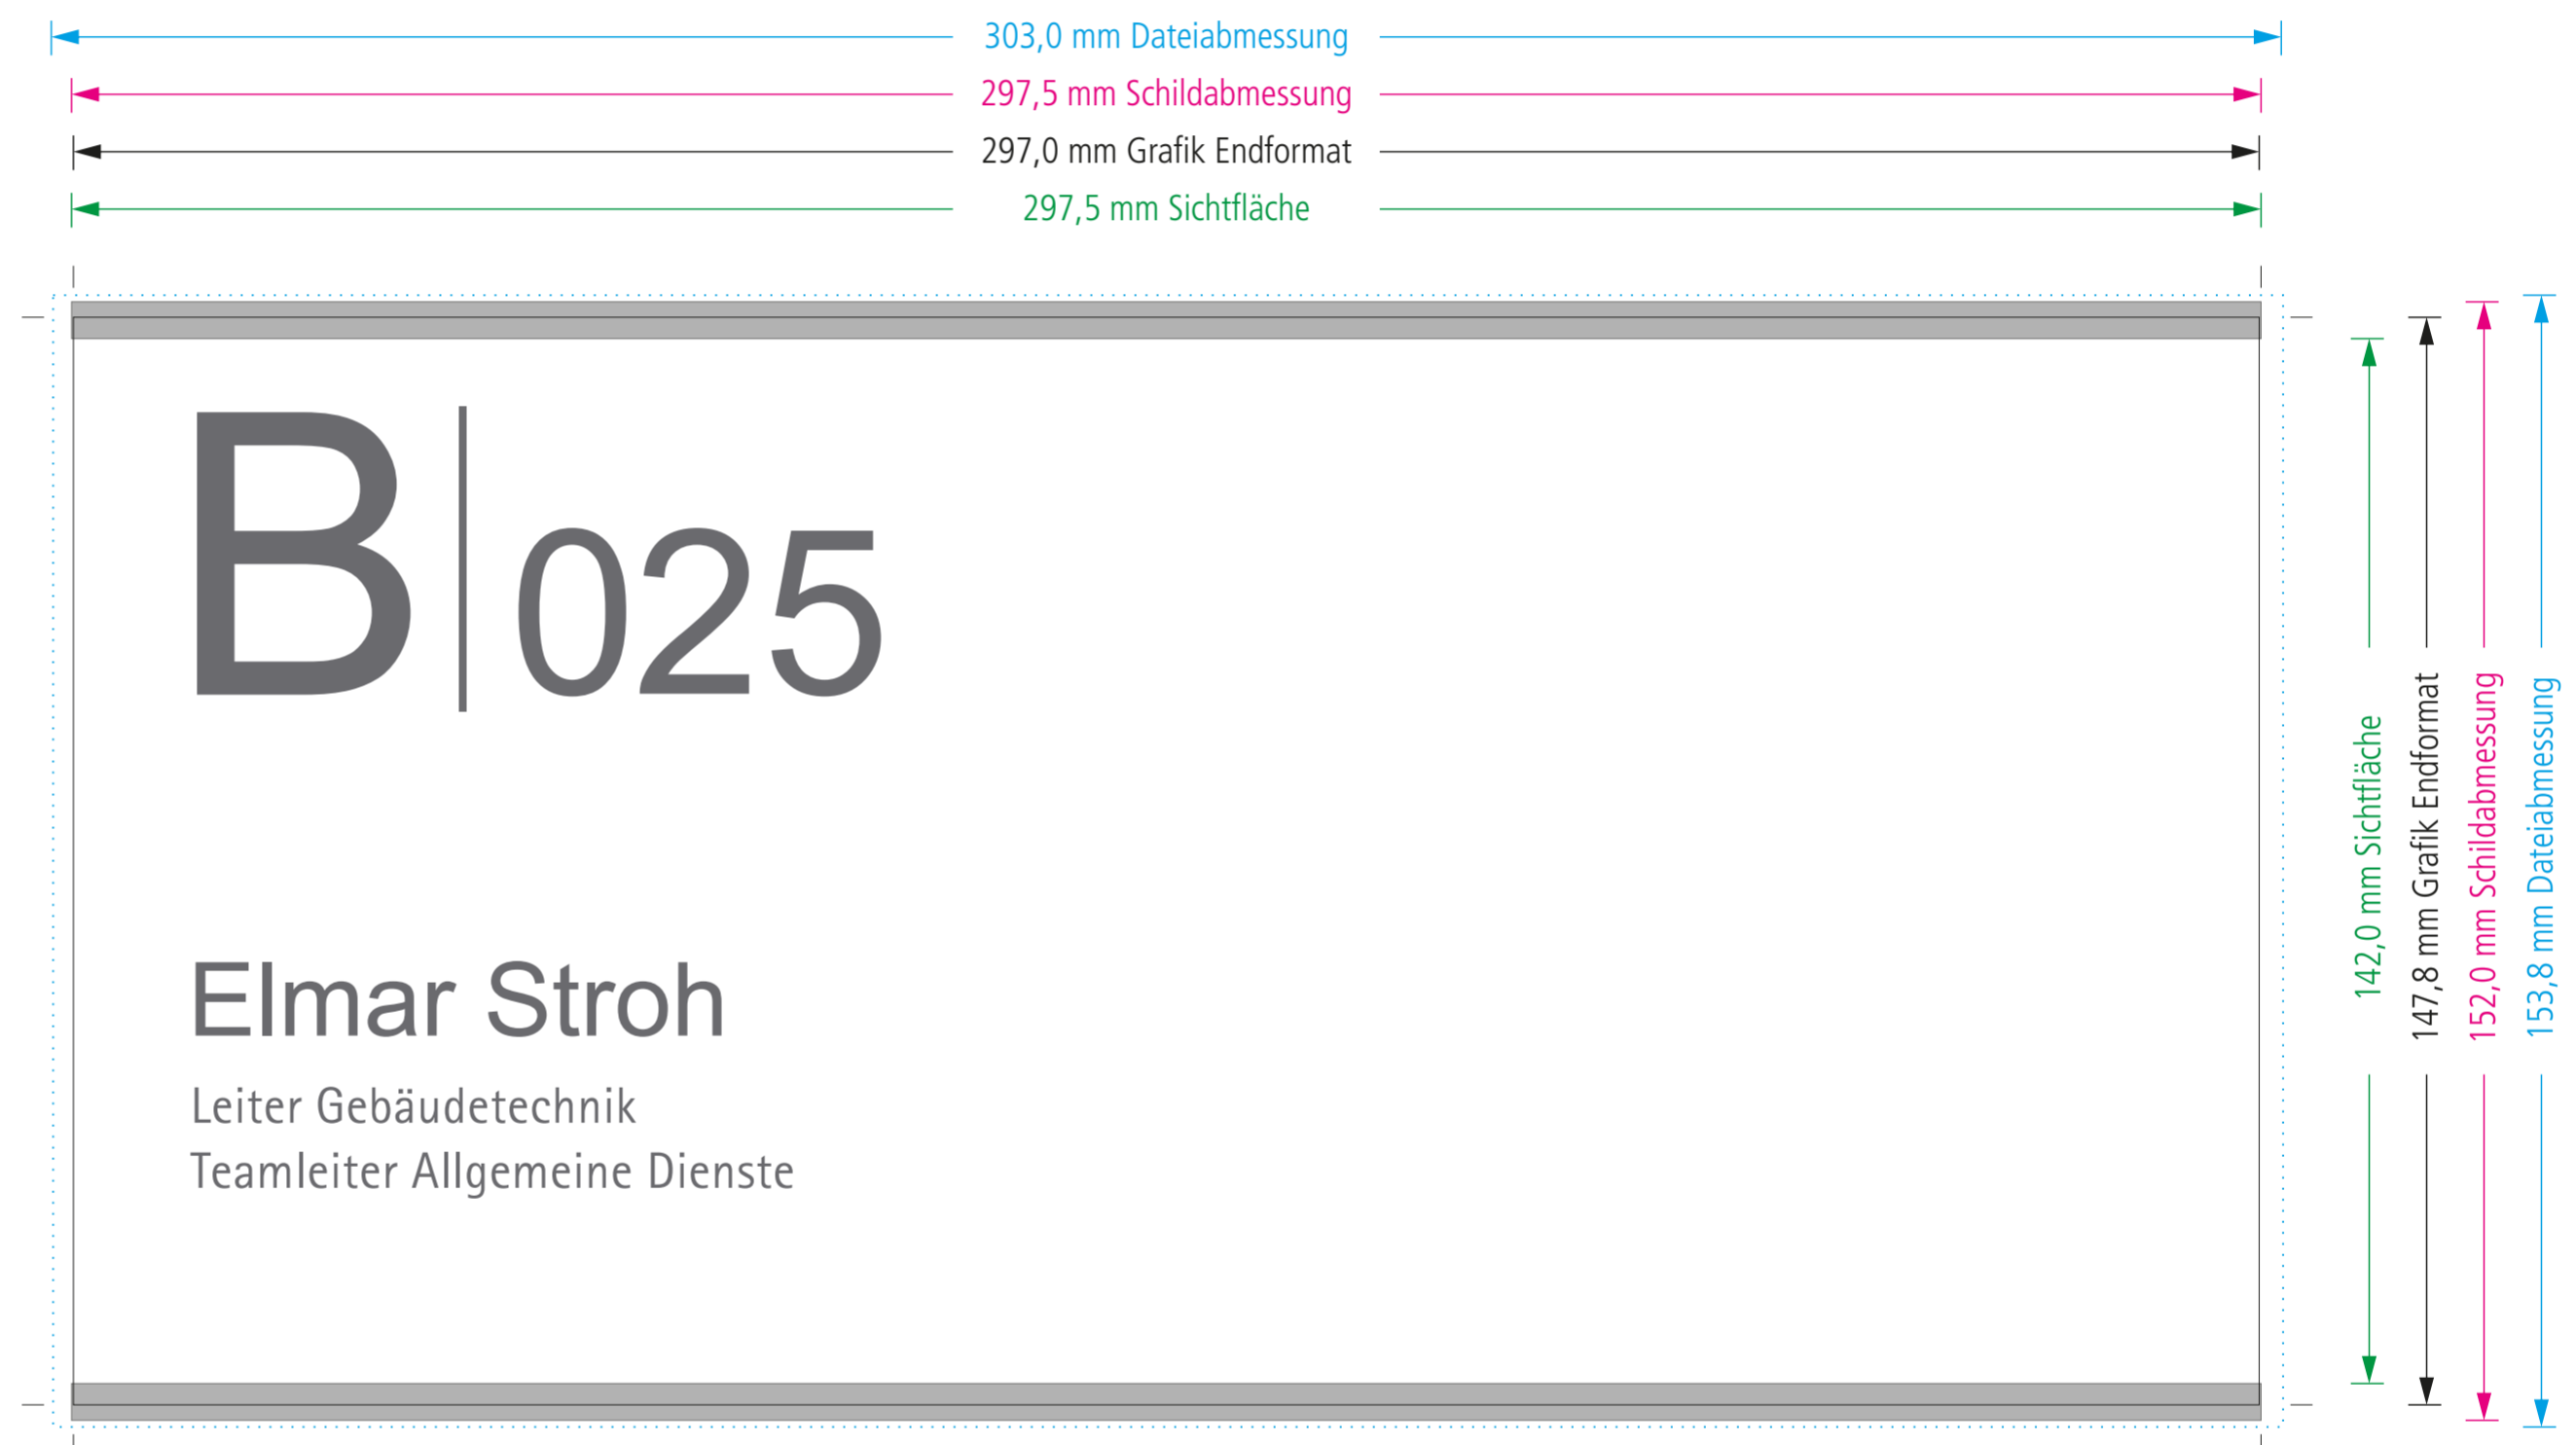 303,0 mm Dateiabmessung
297,5 mm Schildabmessung
297,0 mm Grafik Endformat
297,5 mm Sichtfläche
B|025
Elmar Stroh
Leiter Gebäudetechnik
Teamleiter Allgemeine Dienste
142,0 mm Sichtfläche
147,8 mm Grafik Endformat
152,0 mm Schildabmessung
153,8 mm Dateiabmessung